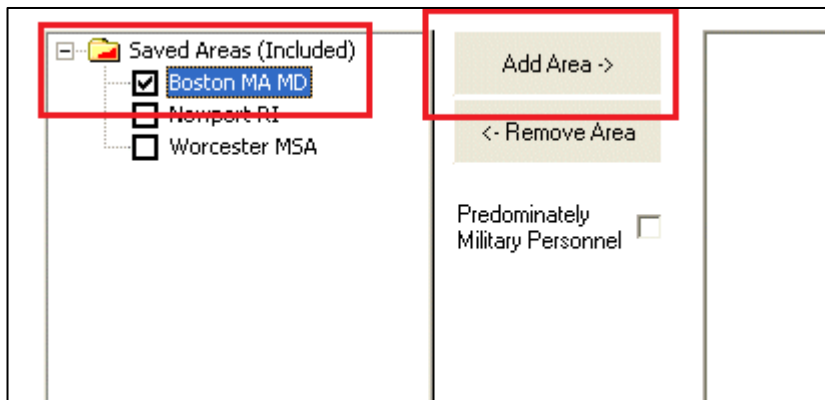 Saved Areas (Included)
Boston MA MD
Newport RI
Worcester MSA
Add Area ->
<- Remove Area
Predominately
Military Personnel